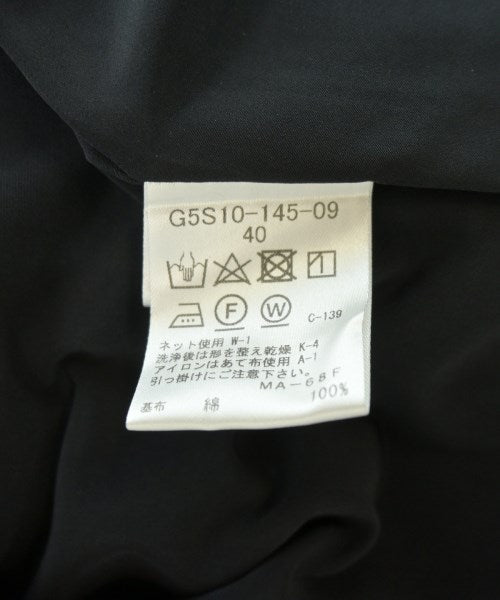 G5S10-145-09
40
F W C-139
ネット使用 W-1
洗浄後は形を整え乾燥 K-4
アイロンはあて布使用 A-1
引っ掛けにご注意下さい。
MA-68F
基布 綿 100%